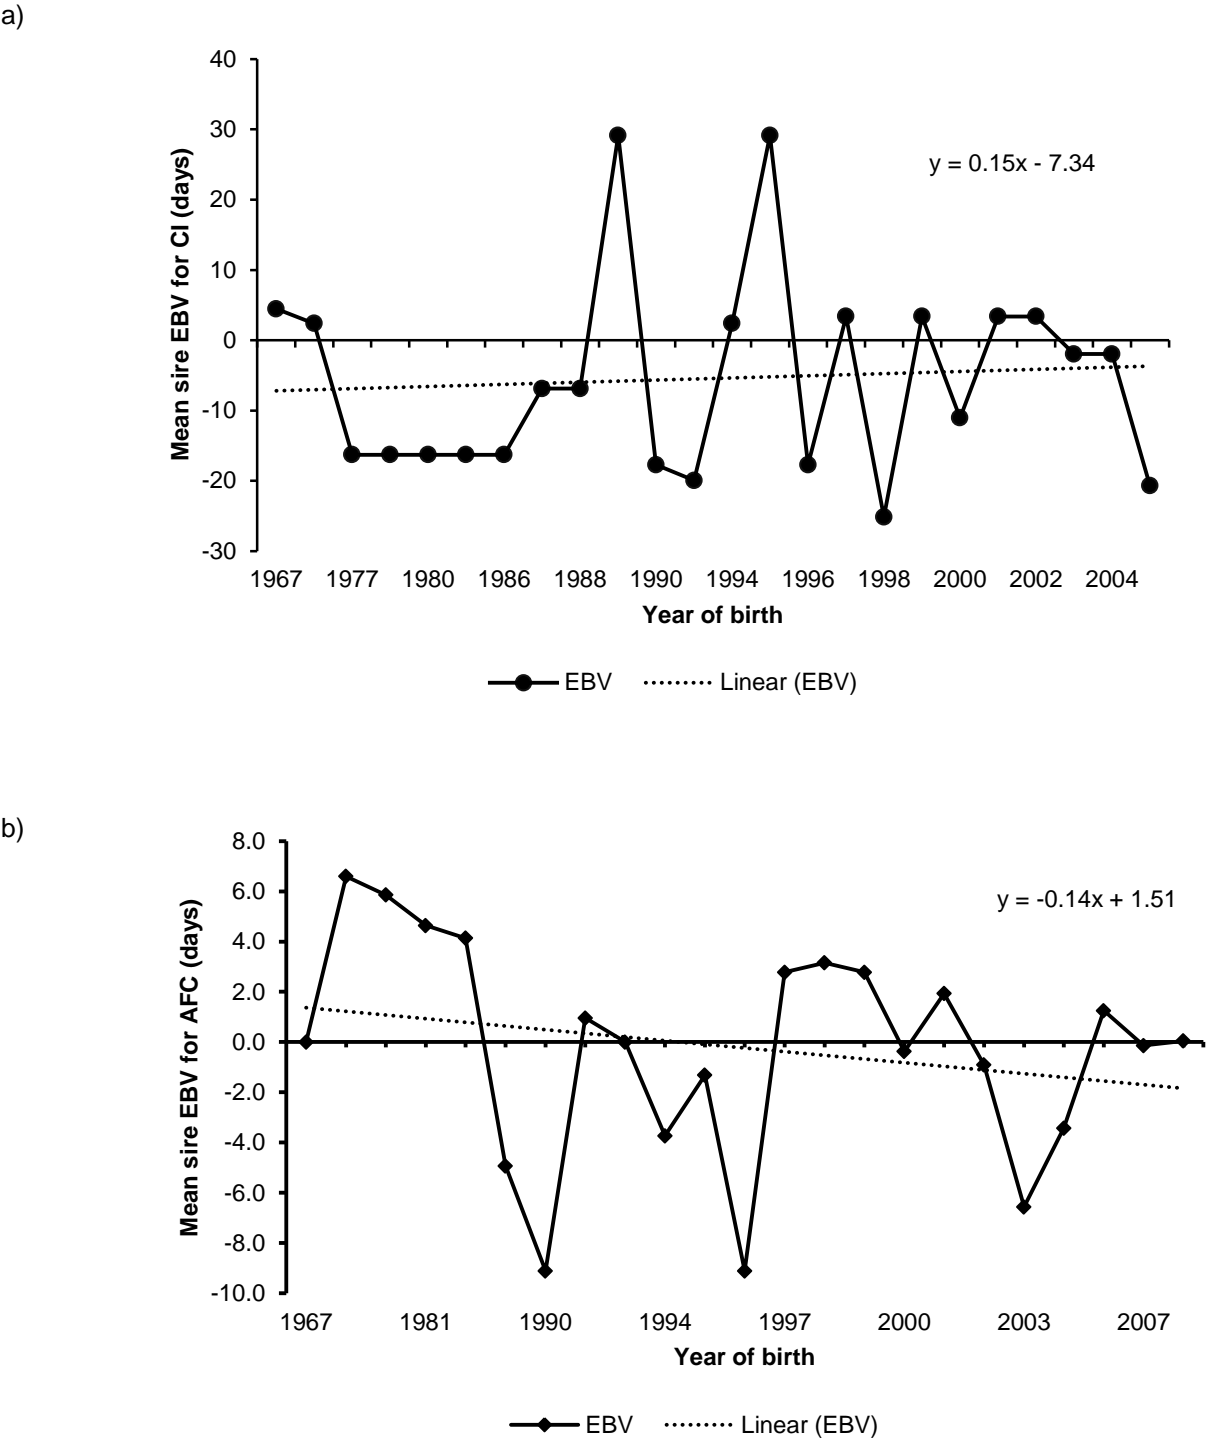 a)
40
30
20
10
0
-10
-20
-30
Mean sire EBV for CI (days)
y = 0.15x - 7.34
1967 1977 1980 1986 1988 1990 1994 1996 1998 2000 2002 2004
Year of birth
EBV Linear (EBV)
b)
8.0
6.0
4.0
2.0
0.0
-2.0
-4.0
-6.0
-8.0
-10.0
Mean sire EBV for AFC (days)
y = -0.14x + 1.51
1967 1981 1990 1994 1997 2000 2003 2007
Year of birth
EBV Linear (EBV)